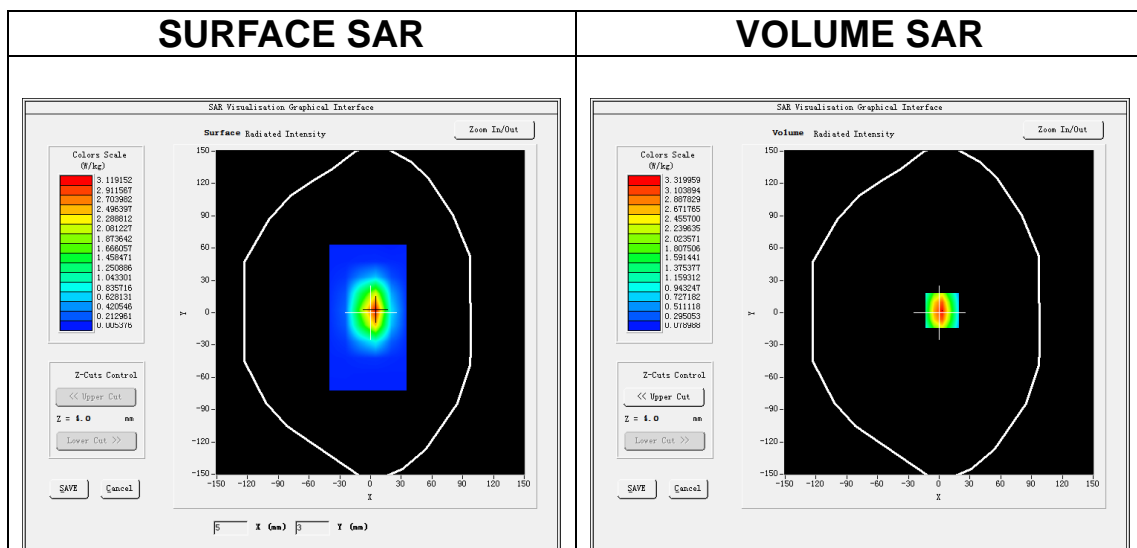 SURFACE SAR
VOLUME SAR
SAR Visualisation Graphical Interface
Surface Radiated Intensity
Zoom In/Out
Colors Scale
(W/kg)
3.119152
2.911567
2.703982
2.496397
2.288812
2.081227
1.873642
1.666057
1.458471
1.250886
1.043301
0.835716
0.628131
0.420546
0.212961
0.005376
150
120
90
60
30
0
-30
-60
-90
-120
-150
Y
-150 -120 -90 -60 -30 0 30 60 90 120 150
X
Z-Cuts Control
<< Upper Cut
Z = 4.0 mm
Lower Cut >>
SAVE
Cancel
5 X (mm) 3 Y (mm)
SAR Visualisation Graphical Interface
Volume Radiated Intensity
Zoom In/Out
Colors Scale
(W/kg)
3.319959
3.103894
2.887829
2.671765
2.455700
2.239635
2.023571
1.807506
1.591441
1.375377
1.159312
0.943247
0.727182
0.511118
0.295053
0.078988
150
120
90
60
30
0
-30
-60
-90
-120
-150
Y
-150 -120 -90 -60 -30 0 30 60 90 120 150
X
Z-Cuts Control
<< Upper Cut
Z = 4.0 mm
Lower Cut >>
SAVE
Cancel